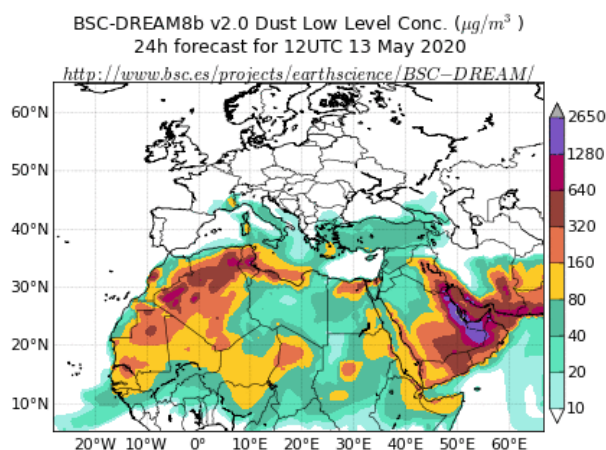 BSC-DREAM8b v2.0 Dust Low Level Conc. (μg/m³ )
24h forecast for 12UTC 13 May 2020
http://www.bsc.es/projects/earthscience/BSC−DREAM/
60°N
50°N
40°N
30°N
20°N
10°N
20°W 10°W 0° 10°E 20°E 30°E 40°E 50°E 60°E
2650
1280
640
320
160
80
40
20
10